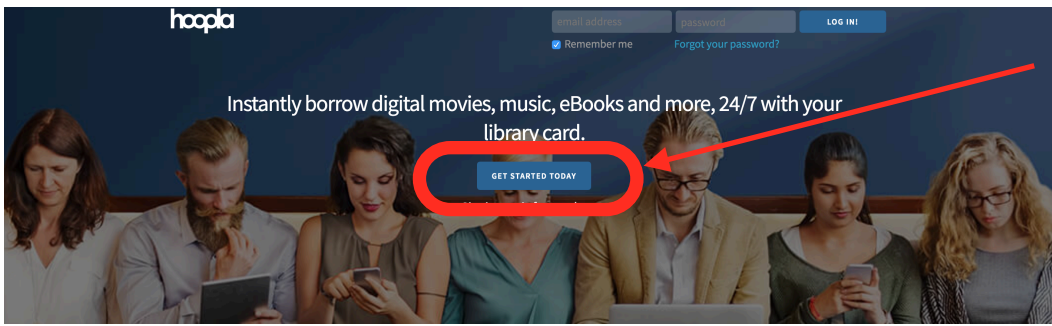 hoopla
email address
password
LOG IN!
Remember me
Forgot your password?
Instantly borrow digital movies, music, eBooks and more, 24/7 with your
library card.
GET STARTED TODAY